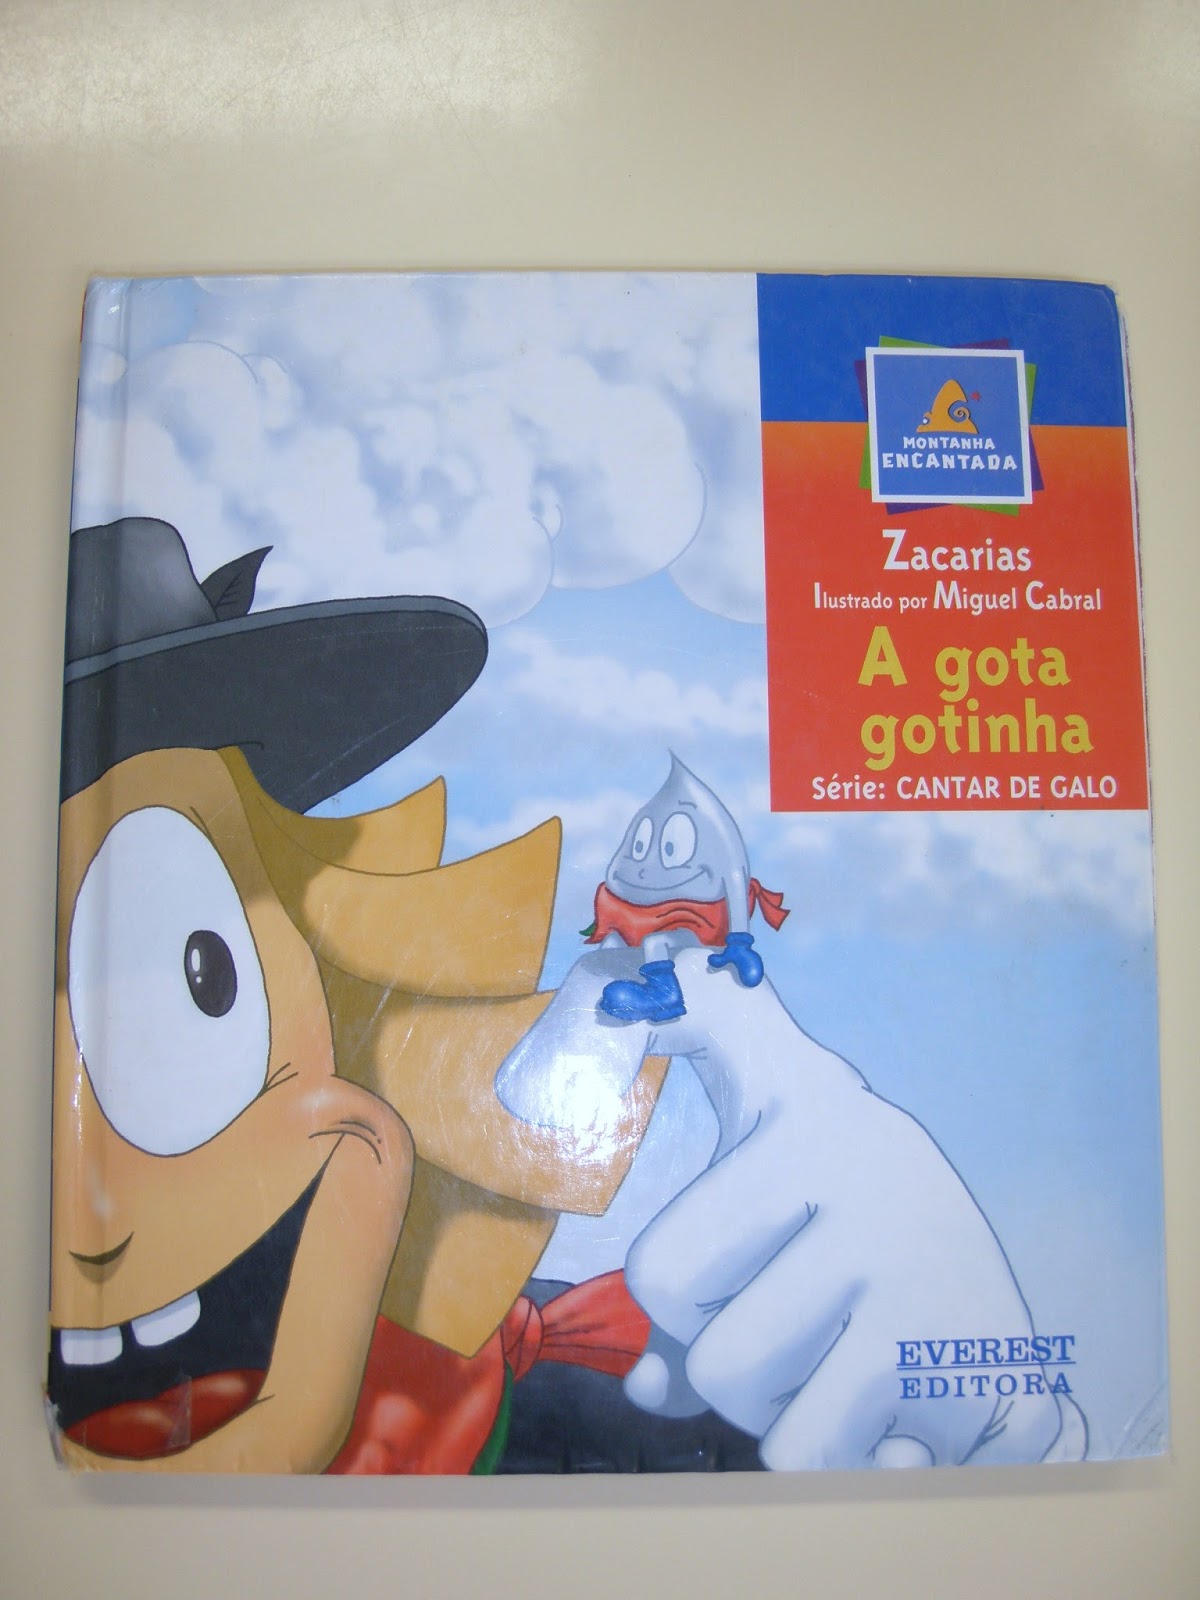 MONTANHA
ENCANTADA
Zacarias
Ilustrado por Miguel Cabral
A gota
gotinha
Série: CANTAR DE GALO
EVEREST
EDITORA